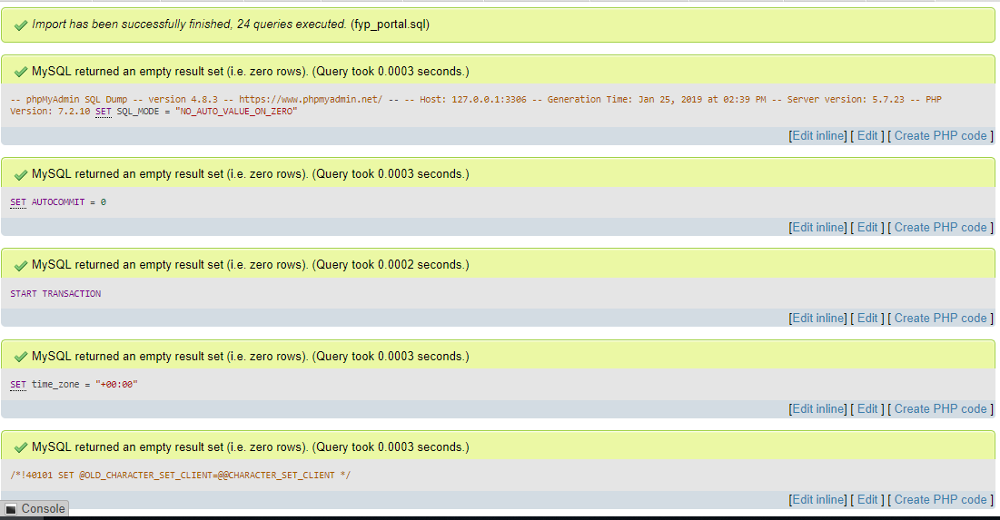 Import has been successfully finished, 24 queries executed. (fyp_portal.sql)
MySQL returned an empty result set (i.e. zero rows). (Query took 0.0003 seconds.)
-- phpMyAdmin SQL Dump -- version 4.8.3 -- https://www.phpmyadmin.net/ -- -- Host: 127.0.0.1:3306 -- Generation Time: Jan 25, 2019 at 02:39 PM -- Server version: 5.7.23 -- PHP
Version: 7.2.10 SET SQL_MODE = "NO_AUTO_VALUE_ON_ZERO"
[Edit inline] [ Edit ] [ Create PHP code ]
MySQL returned an empty result set (i.e. zero rows). (Query took 0.0003 seconds.)
SET AUTOCOMMIT = 0
[Edit inline] [ Edit ] [ Create PHP code ]
MySQL returned an empty result set (i.e. zero rows). (Query took 0.0002 seconds.)
START TRANSACTION
[Edit inline] [ Edit ] [ Create PHP code ]
MySQL returned an empty result set (i.e. zero rows). (Query took 0.0003 seconds.)
SET time_zone = "+00:00"
[Edit inline] [ Edit ] [ Create PHP code ]
MySQL returned an empty result set (i.e. zero rows). (Query took 0.0003 seconds.)
/*!40101 SET @OLD_CHARACTER_SET_CLIENT=@@CHARACTER_SET_CLIENT */
[Edit inline] [ Edit ] [ Create PHP code ]
Console